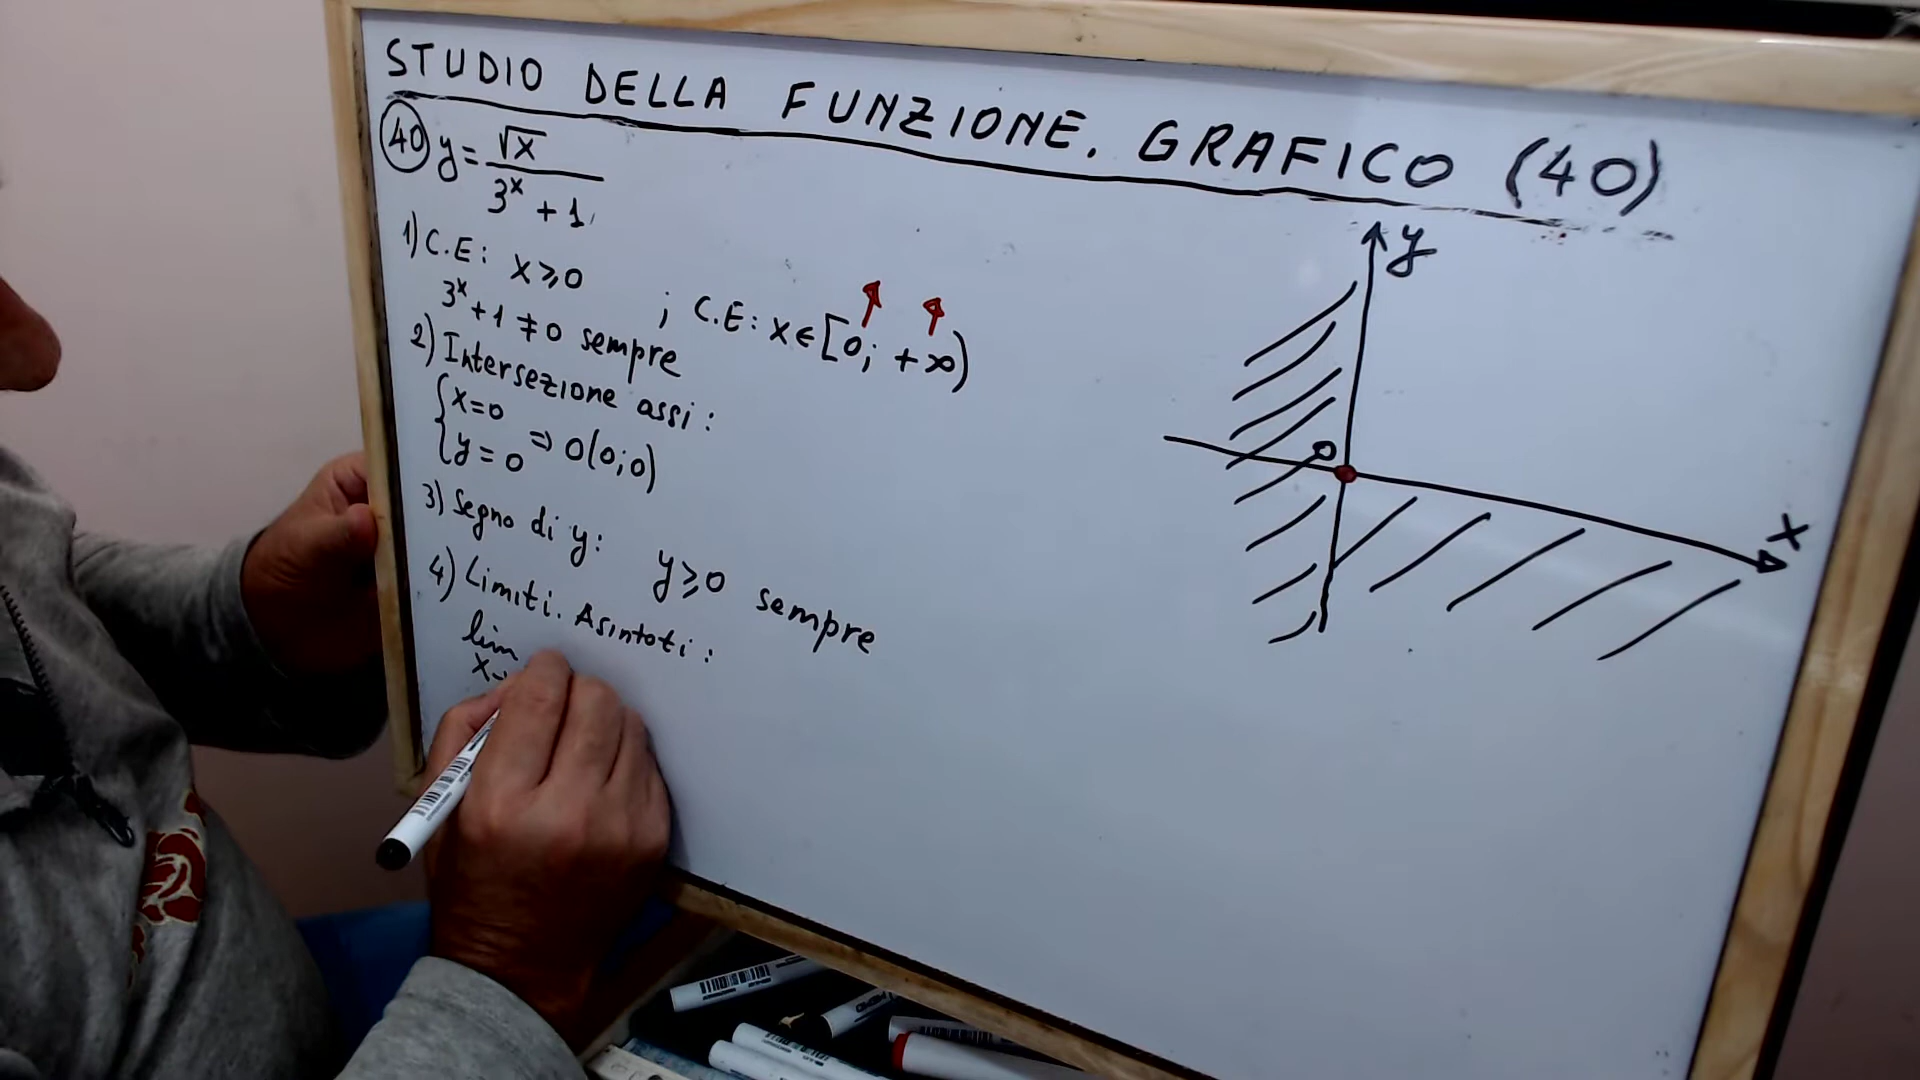 STUDIO DELLA FUNZIONE. GRAFICO (40)
40 y = √x / 3^x + 1
1) C.E: x ⩾ 0
3^x + 1 ≠ 0 sempre ; C.E: x ∈ [0; +∞)
2) Intersezione assi:
{x=0
{y=0 ⇒ O(0;0)
3) Segno di y: y ⩾ 0 sempre
4) Limiti. Asintoti:
lim
x→
y
O
x